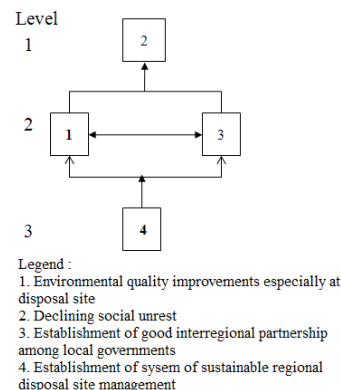 Level
1
2
2
1
3
3
4
Legend :
1. Environmental quality improvements especially at
disposal site
2. Declining social unrest
3. Establishment of good interregional partnership
among local governments
4. Establishment of sysem of sustainable regional
disposal site management